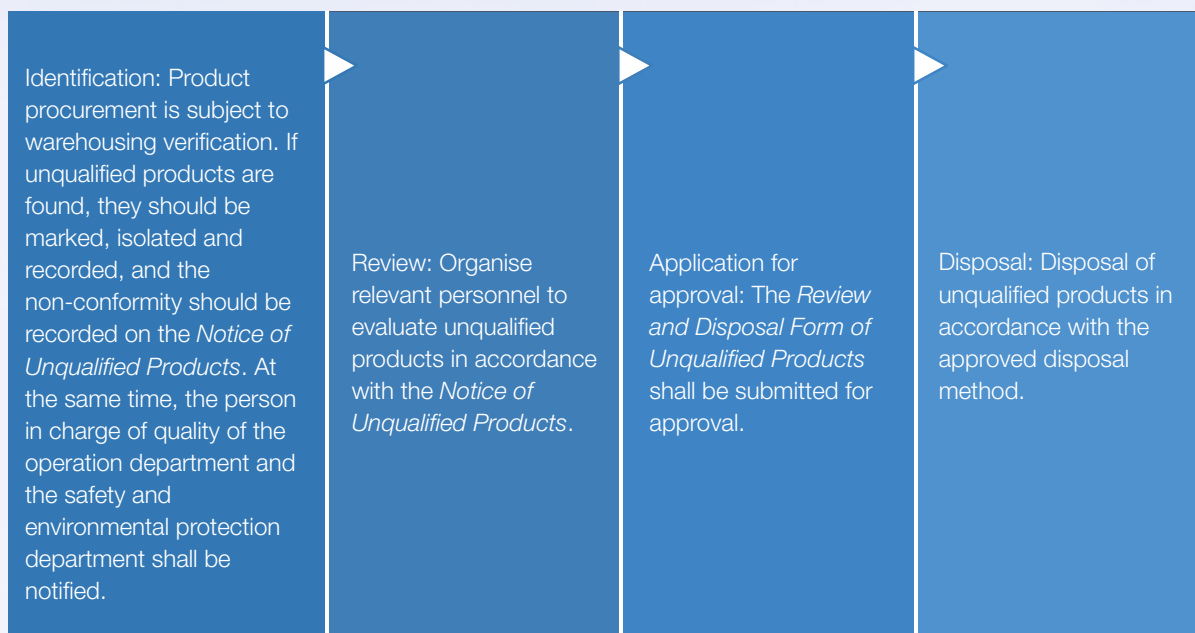 Identification: Product
procurement is subject to
warehousing verification. If
unqualified products are
found, they should be
marked, isolated and
recorded, and the
non-conformity should be
recorded on the Notice of
Unqualified Products. At
the same time, the person
in charge of quality of the
operation department and
the safety and
environmental protection
department shall be
notified.
Review: Organise
relevant personnel to
evaluate unqualified
products in accordance
with the Notice of
Unqualified Products.
Application for
approval: The Review
and Disposal Form of
Unqualified Products
shall be submitted for
approval.
Disposal: Disposal of
unqualified products in
accordance with the
approved disposal
method.